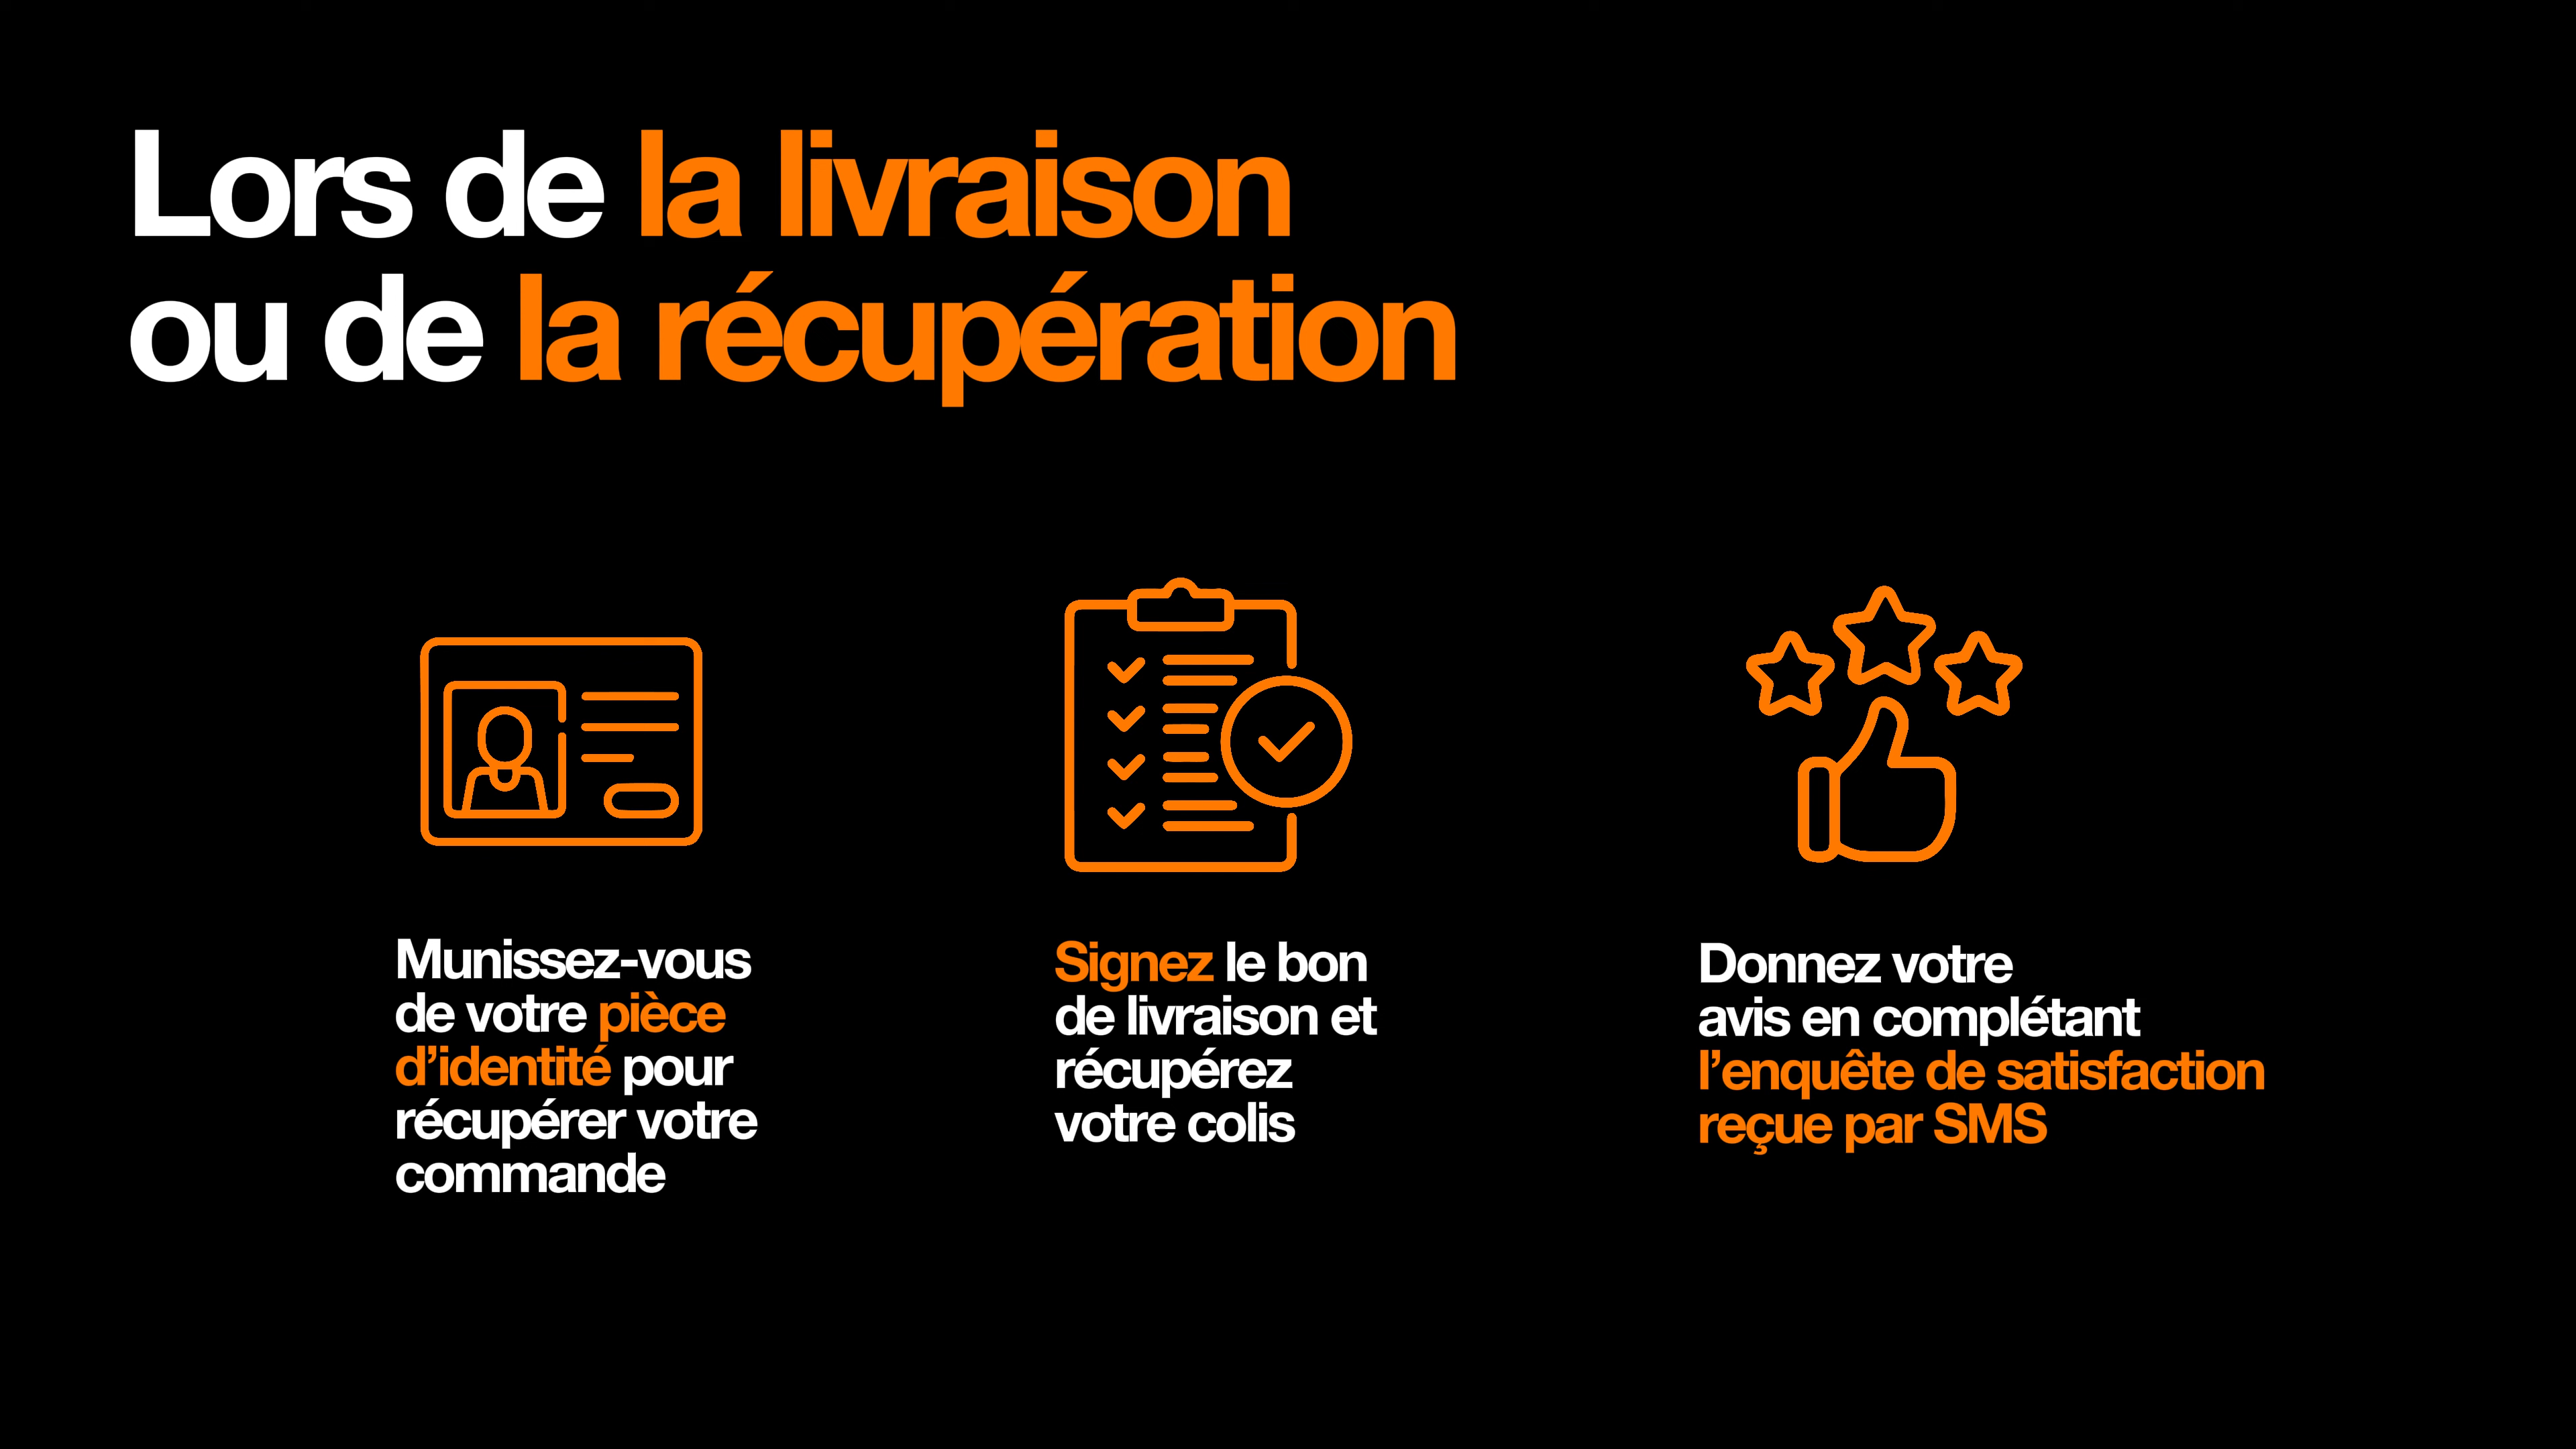 Lors de la livraison
ou de la récupération
Munissez-vous
de votre pièce
d’identité pour
récupérer votre
commande
Signez le bon
de livraison et
récupérez
votre colis
Donnez votre
avis en complétant
l’enquête de satisfaction
reçue par SMS